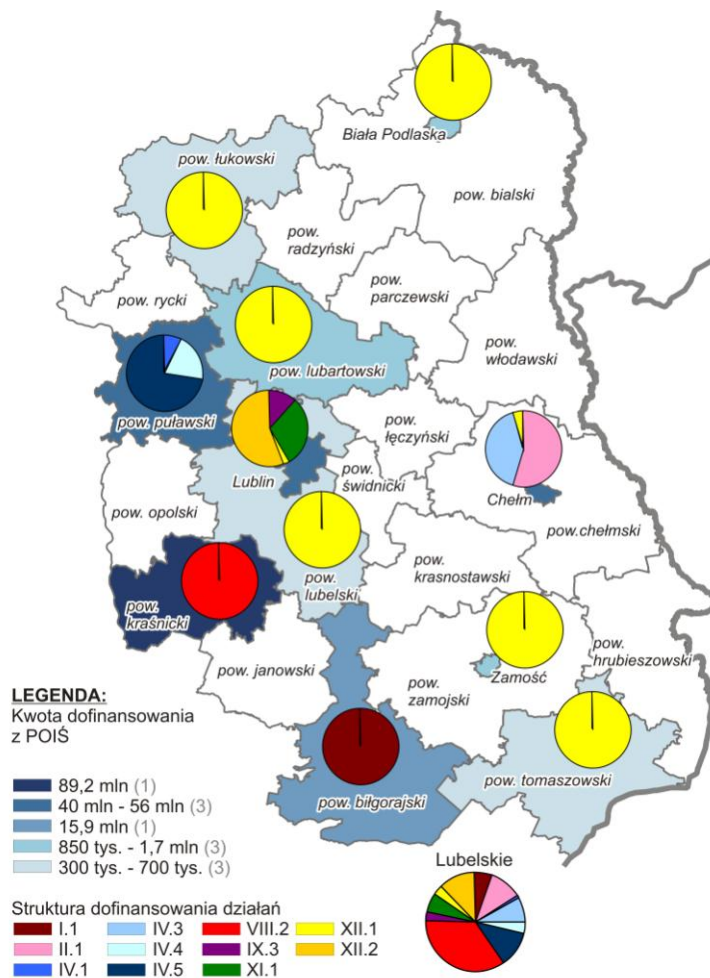 Biała Podlaska
pow. łukowski
pow. bialski
pow.
radzyński
pow.
parczewski
pow. rycki
pow.
włodawski
pow. lubartowski
pow. puławski
pow.
łęczyński
Lublin
pow.
świdnicki
Chełm
pow. opolski
pow.chełmski
pow.
lubelski
pow.
krasnostawski
pow.
kraśnicki
pow.
hrubieszowski
pow. janowski
Zamość
pow.
zamojski
pow. tomaszowski
pow. biłgorajski
LEGENDA:
Kwota dofinansowania
z POIŚ
89,2 mln (1)
40 mln - 56 mln (3)
15,9 mln (1)
850 tys. - 1,7 mln (3)
300 tys. - 700 tys. (3)
Lubelskie
Struktura dofinansowania działań
I.1 IV.3 VIII.2 XII.1
II.1 IV.4 IX.3 XII.2
IV.1 IV.5 XI.1